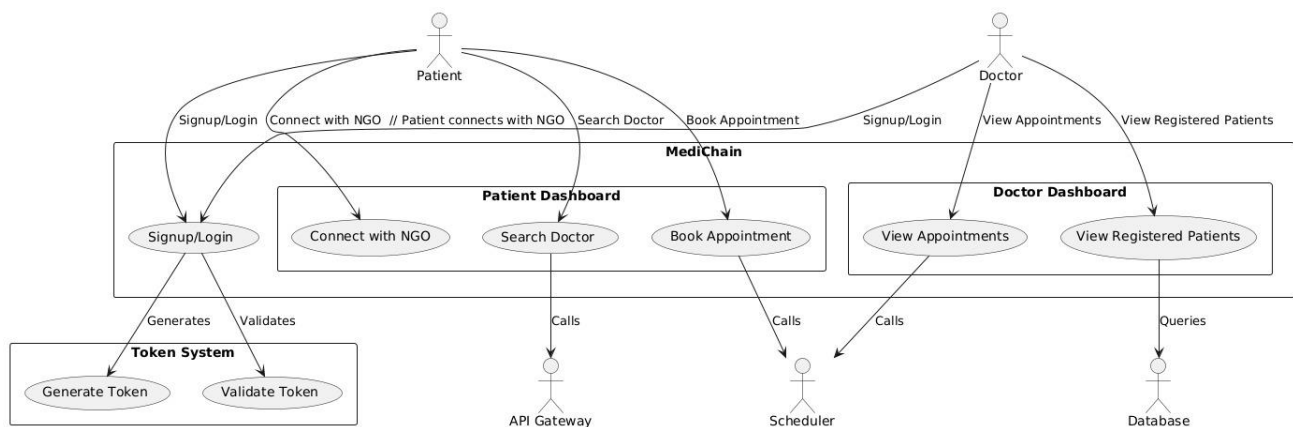 Patient
Doctor
Signup/Login
Connect with NGO // Patient connects with NGO
Search Doctor
Book Appointment
Signup/Login
View Appointments
View Registered Patients
MediChain
Patient Dashboard
Doctor Dashboard
Signup/Login
Connect with NGO
Search Doctor
Book Appointment
View Appointments
View Registered Patients
Generates
Validates
Calls
Calls
Calls
Queries
Token System
Generate Token
Validate Token
API Gateway
Scheduler
Database